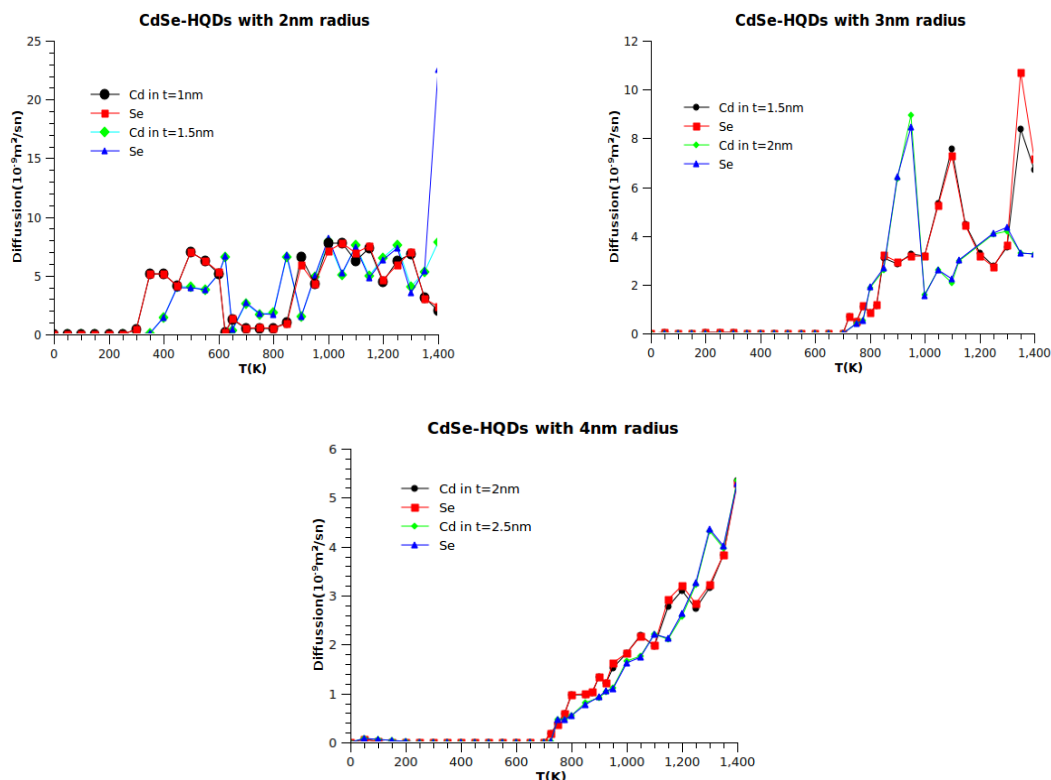 CdSe-HQDs with 2nm radius
Diffussion(10⁻⁹m²/sn)
25
20
15
10
5
0
Cd in t=1nm
Se
Cd in t=1.5nm
Se
0 200 400 600 800 1,000 1,200 1,400
T(K)
CdSe-HQDs with 3nm radius
Diffussion(10⁻⁹m²/sn)
12
10
8
6
4
2
0
Cd in t=1.5nm
Se
Cd in t=2nm
Se
0 200 400 600 800 1,000 1,200 1,400
T(K)
CdSe-HQDs with 4nm radius
Diffussion(10⁻⁹m²/sn)
6
5
4
3
2
1
0
Cd in t=2nm
Se
Cd in t=2.5nm
Se
0 200 400 600 800 1,000 1,200 1,400
T(K)